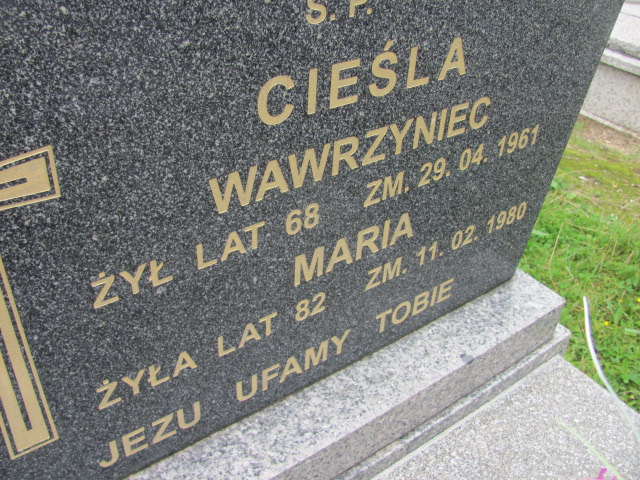 Ś. P.
CIEŚLA
WAWRZYNIEC
ŻYŁ LAT 68 ZM. 29. 04. 1961
MARIA
ŻYŁA LAT 82 ZM. 11. 02. 1980
JEZU UFAMY TOBIE